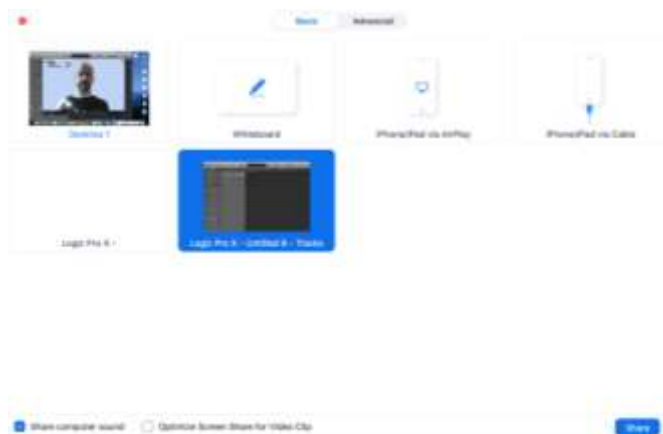 Basic Advanced
Desktop 1
Whiteboard
iPhone/iPad via AirPlay
iPhone/iPad via Cable
Logic Pro X -
Logic Pro X - Untitled 8 - Tracks
Share computer sound
Optimize Screen Share for Video Clip
Share